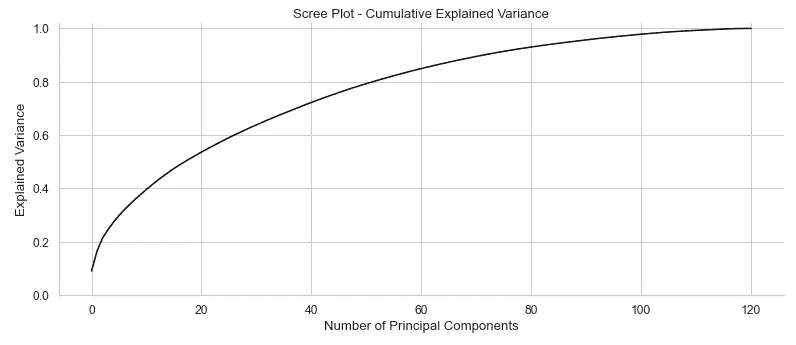 Scree Plot - Cumulative Explained Variance
1.0
0.8
0.6
0.4
0.2
0.0
Explained Variance
0 20 40 60 80 100 120
Number of Principal Components